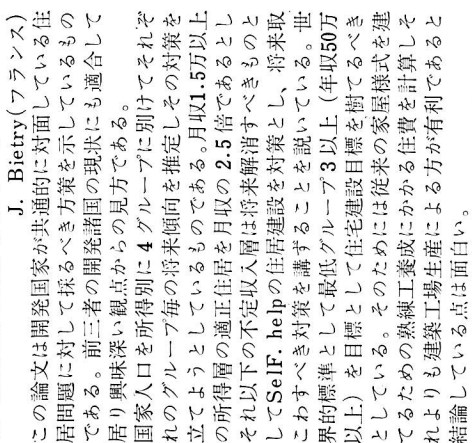 J. Bietry(フランス)
この論文は開発国家が共通的に対面している住
居問題に対して採るべき方策を示しているもの
である。前三者の開発諸国の現状にも適合して
居り興味深い観点からの見方である。
国家人口を所得別に4グループに別けてそれぞ
れのグループ毎の将来傾向を推定しその対策を
立てようとしているものである。月収1.5万以上
の所得層の適正住居を月収の2.5倍であるとし
それ以下の不定収入層は将来解消すべきものと
してSelF. helpの住居建設を対策とし、将来取
こわすべき対策を講ずることを説いている。世
界的標準として最低グループ3以上(年収50万
以上)を目標として住宅建設目標を樹てるべき
としている。そのためには従来の家屋様式を建
てるための熟練工養成にかかる住費を計算しそ
れよりも建築工場生産による方が有利であると
結論している点は面白い。